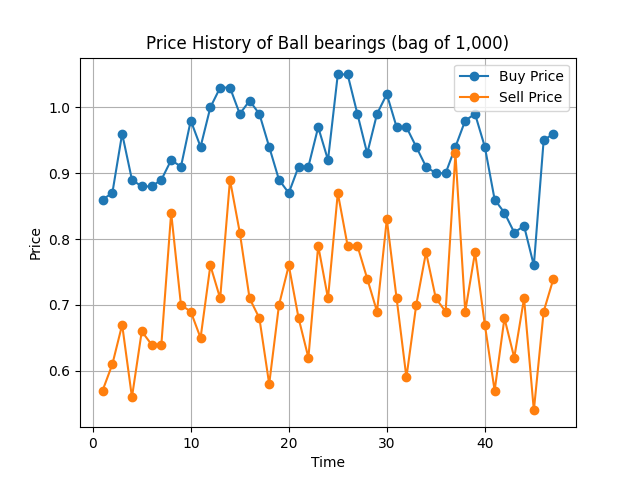 Price History of Ball bearings (bag of 1,000)
Buy Price
Sell Price
1.0
0.9
0.8
0.7
0.6
Price
0 10 20 30 40
Time